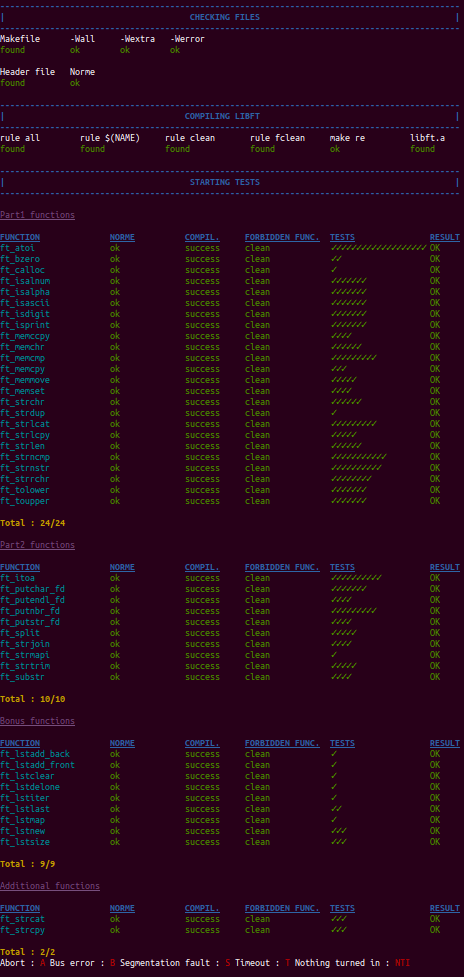 CHECKING FILES
Makefile -Wall -Wextra -Werror
found ok ok ok
Header file Norme
found ok
COMPILING LIBFT
rule all rule $(NAME) rule clean rule fclean make re libft.a
found found found found ok found
STARTING TESTS
Part1 functions
FUNCTION NORME COMPIL. FORBIDDEN FUNC. TESTS RESULT
ft_atoi ok success clean ✓✓✓✓✓✓✓✓✓✓✓✓✓✓✓✓✓✓✓ OK
ft_bzero ok success clean ✓✓ OK
ft_calloc ok success clean ✓ OK
ft_isalnum ok success clean ✓✓✓✓✓✓✓ OK
ft_isalpha ok success clean ✓✓✓✓✓✓✓ OK
ft_isascii ok success clean ✓✓✓✓✓✓✓ OK
ft_isdigit ok success clean ✓✓✓✓✓✓✓ OK
ft_isprint ok success clean ✓✓✓✓✓✓✓ OK
ft_memccpy ok success clean ✓✓✓✓ OK
ft_memchr ok success clean ✓✓✓✓✓✓ OK
ft_memcmp ok success clean ✓✓✓✓✓✓✓✓✓ OK
ft_memcpy ok success clean ✓✓✓ OK
ft_memmove ok success clean ✓✓✓✓✓ OK
ft_memset ok success clean ✓✓✓✓ OK
ft_strchr ok success clean ✓✓✓✓✓✓ OK
ft_strdup ok success clean ✓ OK
ft_strlcat ok success clean ✓✓✓✓✓✓✓✓✓ OK
ft_strlcpy ok success clean ✓✓✓✓✓ OK
ft_strlen ok success clean ✓✓✓✓✓✓ OK
ft_strncmp ok success clean ✓✓✓✓✓✓✓✓✓✓✓ OK
ft_strnstr ok success clean ✓✓✓✓✓✓✓✓✓✓ OK
ft_strrchr ok success clean ✓✓✓✓✓✓✓✓ OK
ft_tolower ok success clean ✓✓✓✓✓✓✓ OK
ft_toupper ok success clean ✓✓✓✓✓✓✓ OK
Total : 24/24
Part2 functions
FUNCTION NORME COMPIL. FORBIDDEN FUNC. TESTS RESULT
ft_itoa ok success clean ✓✓✓✓✓✓✓✓✓✓ OK
ft_putchar_fd ok success clean ✓✓✓✓✓✓✓ OK
ft_putendl_fd ok success clean ✓✓✓✓ OK
ft_putnbr_fd ok success clean ✓✓✓✓✓✓✓✓✓ OK
ft_putstr_fd ok success clean ✓✓✓✓ OK
ft_split ok success clean ✓✓✓✓✓ OK
ft_strjoin ok success clean ✓✓✓✓ OK
ft_strmapi ok success clean ✓ OK
ft_strtrim ok success clean ✓✓✓✓✓ OK
ft_substr ok success clean ✓✓✓✓ OK
Total : 10/10
Bonus functions
FUNCTION NORME COMPIL. FORBIDDEN FUNC. TESTS RESULT
ft_lstadd_back ok success clean ✓ OK
ft_lstadd_front ok success clean ✓ OK
ft_lstclear ok success clean ✓ OK
ft_lstdelone ok success clean ✓ OK
ft_lstiter ok success clean ✓ OK
ft_lstlast ok success clean ✓✓ OK
ft_lstmap ok success clean ✓ OK
ft_lstnew ok success clean ✓✓✓ OK
ft_lstsize ok success clean ✓✓✓ OK
Total : 9/9
Additional functions
FUNCTION NORME COMPIL. FORBIDDEN FUNC. TESTS RESULT
ft_strcat ok success clean ✓✓✓ OK
ft_strcpy ok success clean ✓✓✓ OK
Total : 2/2
Abort : A Bus error : B Segmentation fault : S Timeout : T Nothing turned in : NTI